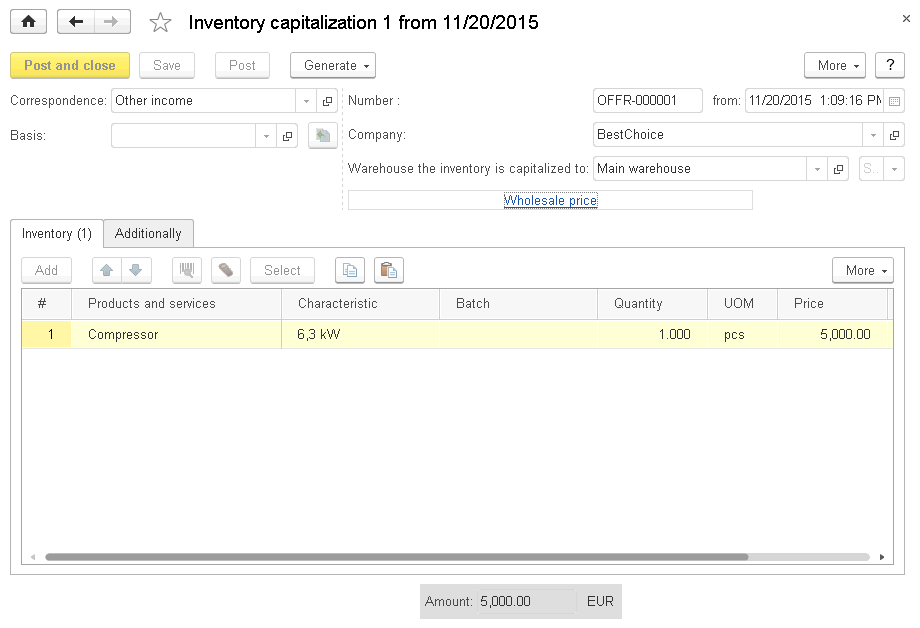 Inventory capitalization 1 from 11/20/2015
Post and close Save Post Generate More ?
Correspondence: Other income Number : OFFR-000001 from: 11/20/2015 1:09:16 PM
Basis: Company: BestChoice
Warehouse the inventory is capitalized to: Main warehouse S..
Wholesale price
Inventory (1) Additionally
Add Select More
# Products and services Characteristic Batch Quantity UOM Price
1 Compressor 6,3 kW 1.000 pcs 5,000.00
Amount: 5,000.00 EUR